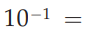 10⁻¹ =